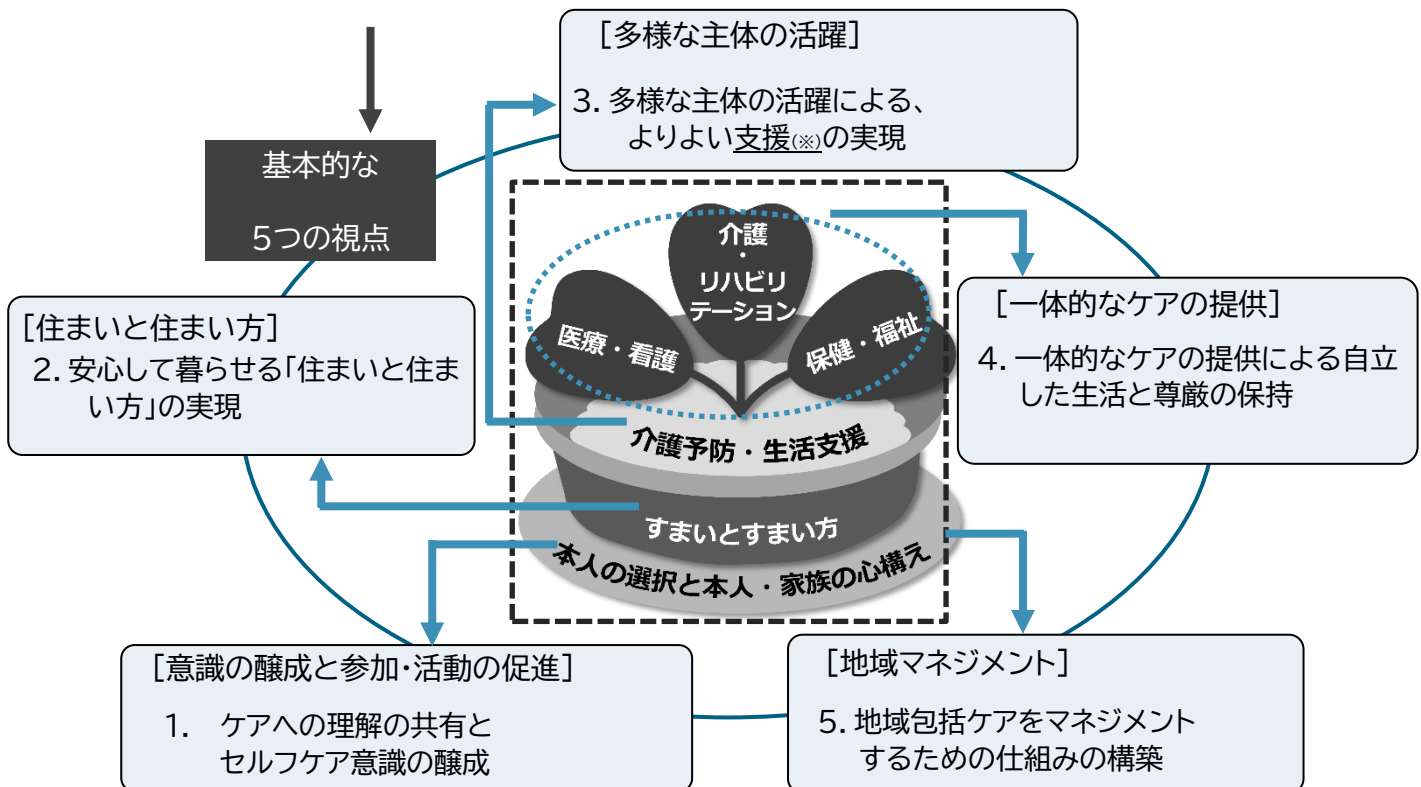 [多様な主体の活躍]
3. 多様な主体の活躍による、
よりよい支援(※)の実現
基本的な
5つの視点
[住まいと住まい方]
2. 安心して暮らせる「住まいと住ま
い方」の実現
介護
・
リハビリ
テーション
医療・看護
保健・福祉
介護予防・生活支援
すまいとすまい方
本人の選択と本人・家族の心構え
[一体的なケアの提供]
4. 一体的なケアの提供による自立
した生活と尊厳の保持
[意識の醸成と参加・活動の促進]
1. ケアへの理解の共有と
セルフケア意識の醸成
[地域マネジメント]
5. 地域包括ケアをマネジメント
するための仕組みの構築